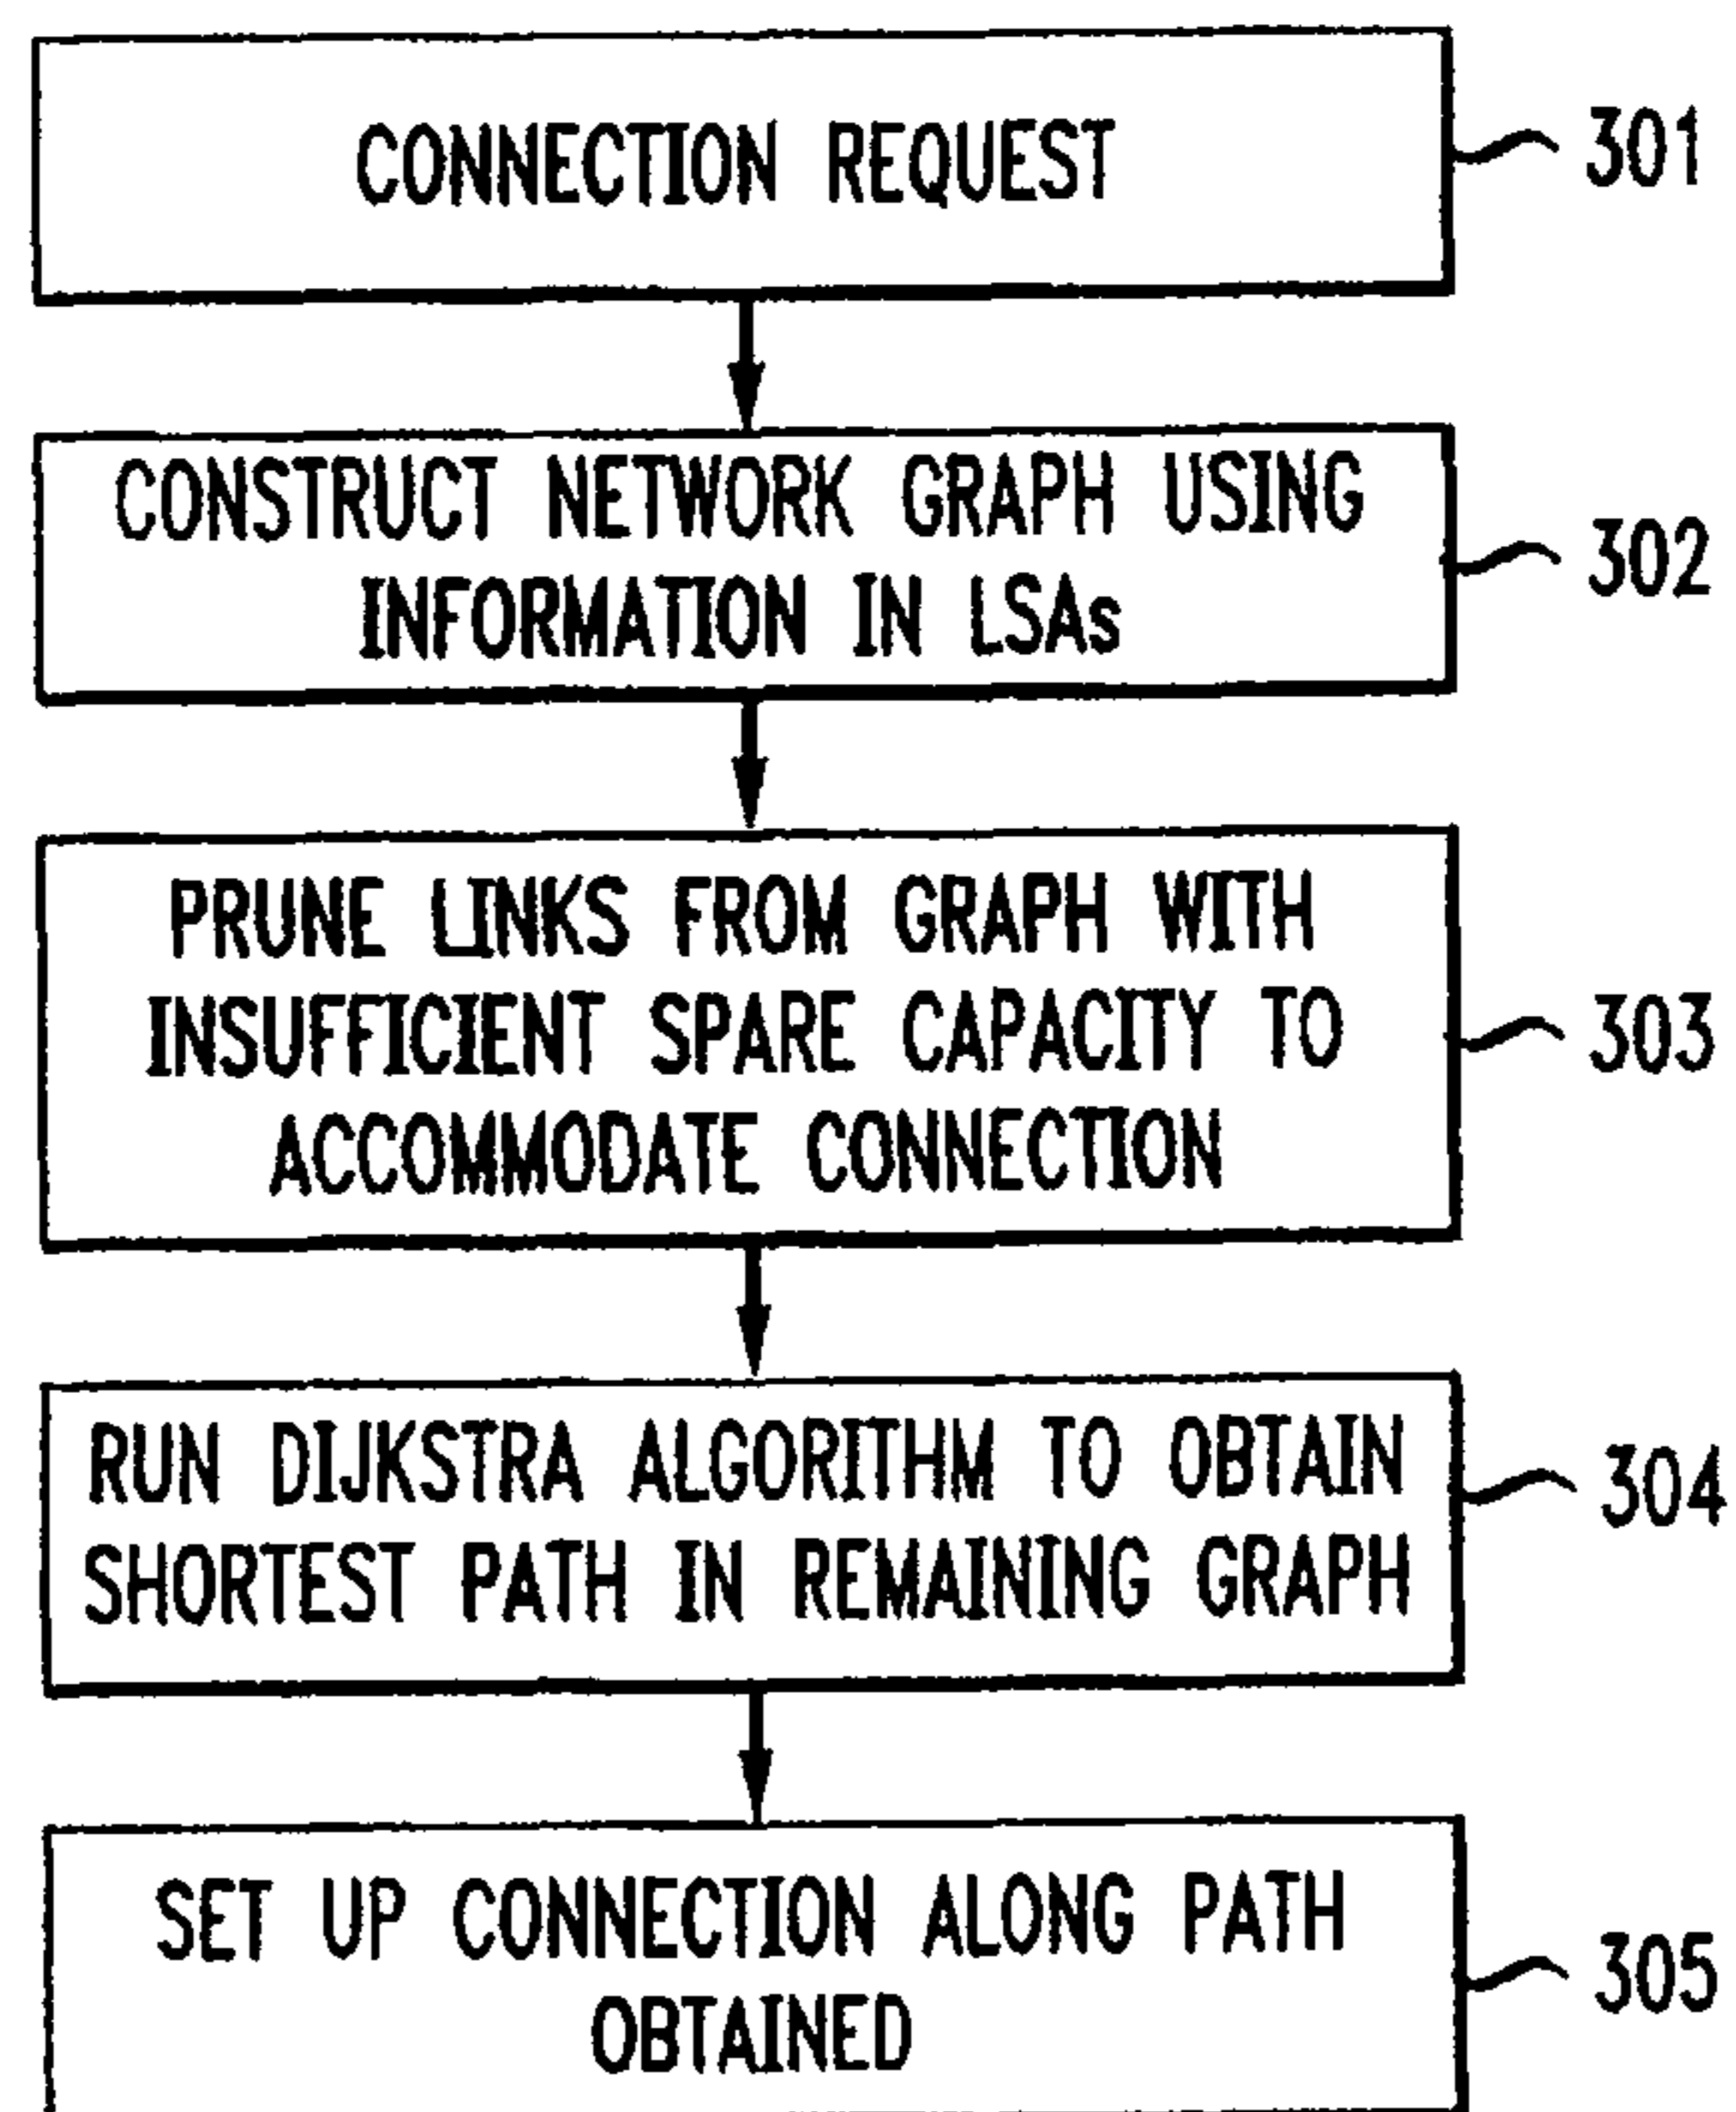 CONNECTION REQUEST
301
CONSTRUCT NETWORK GRAPH USING
INFORMATION IN LSAs
302
PRUNE LINKS FROM GRAPH WITH
INSUFFICIENT SPARE CAPACITY TO
ACCOMMODATE CONNECTION
303
RUN DIJKSTRA ALGORITHM TO OBTAIN
SHORTEST PATH IN REMAINING GRAPH
304
SET UP CONNECTION ALONG PATH
OBTAINED
305